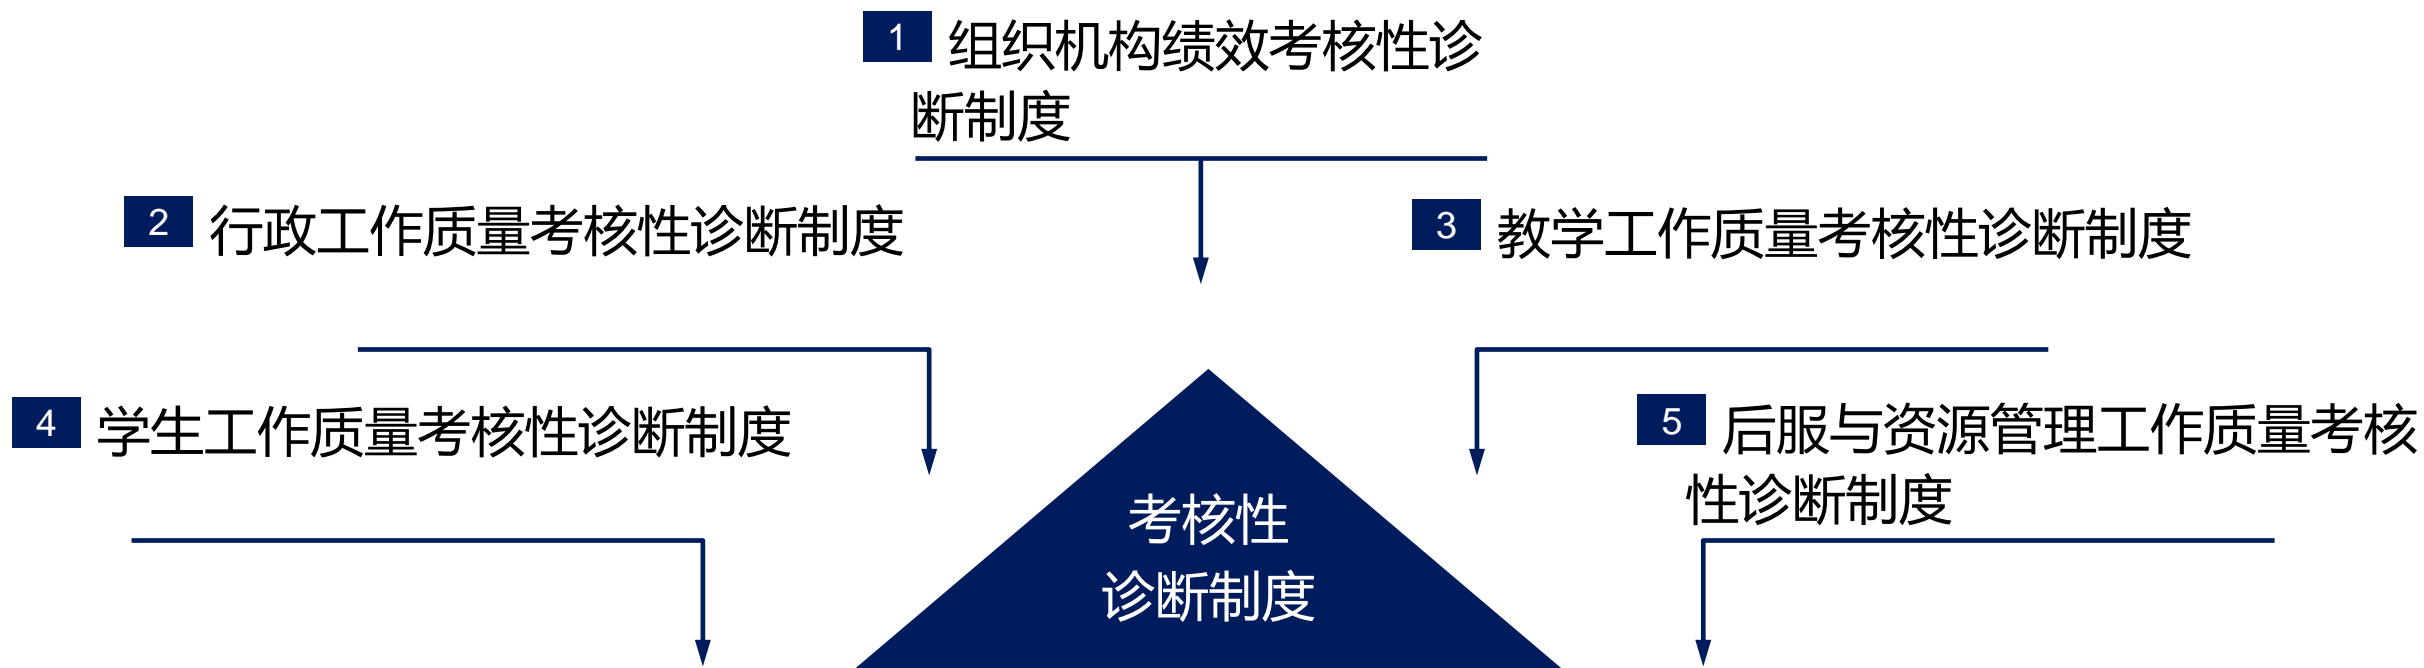 1 组织机构绩效考核性诊
断制度
2 行政工作质量考核性诊断制度
3 教学工作质量考核性诊断制度
4 学生工作质量考核性诊断制度
5 后服与资源管理工作质量考核
性诊断制度
考核性
诊断制度